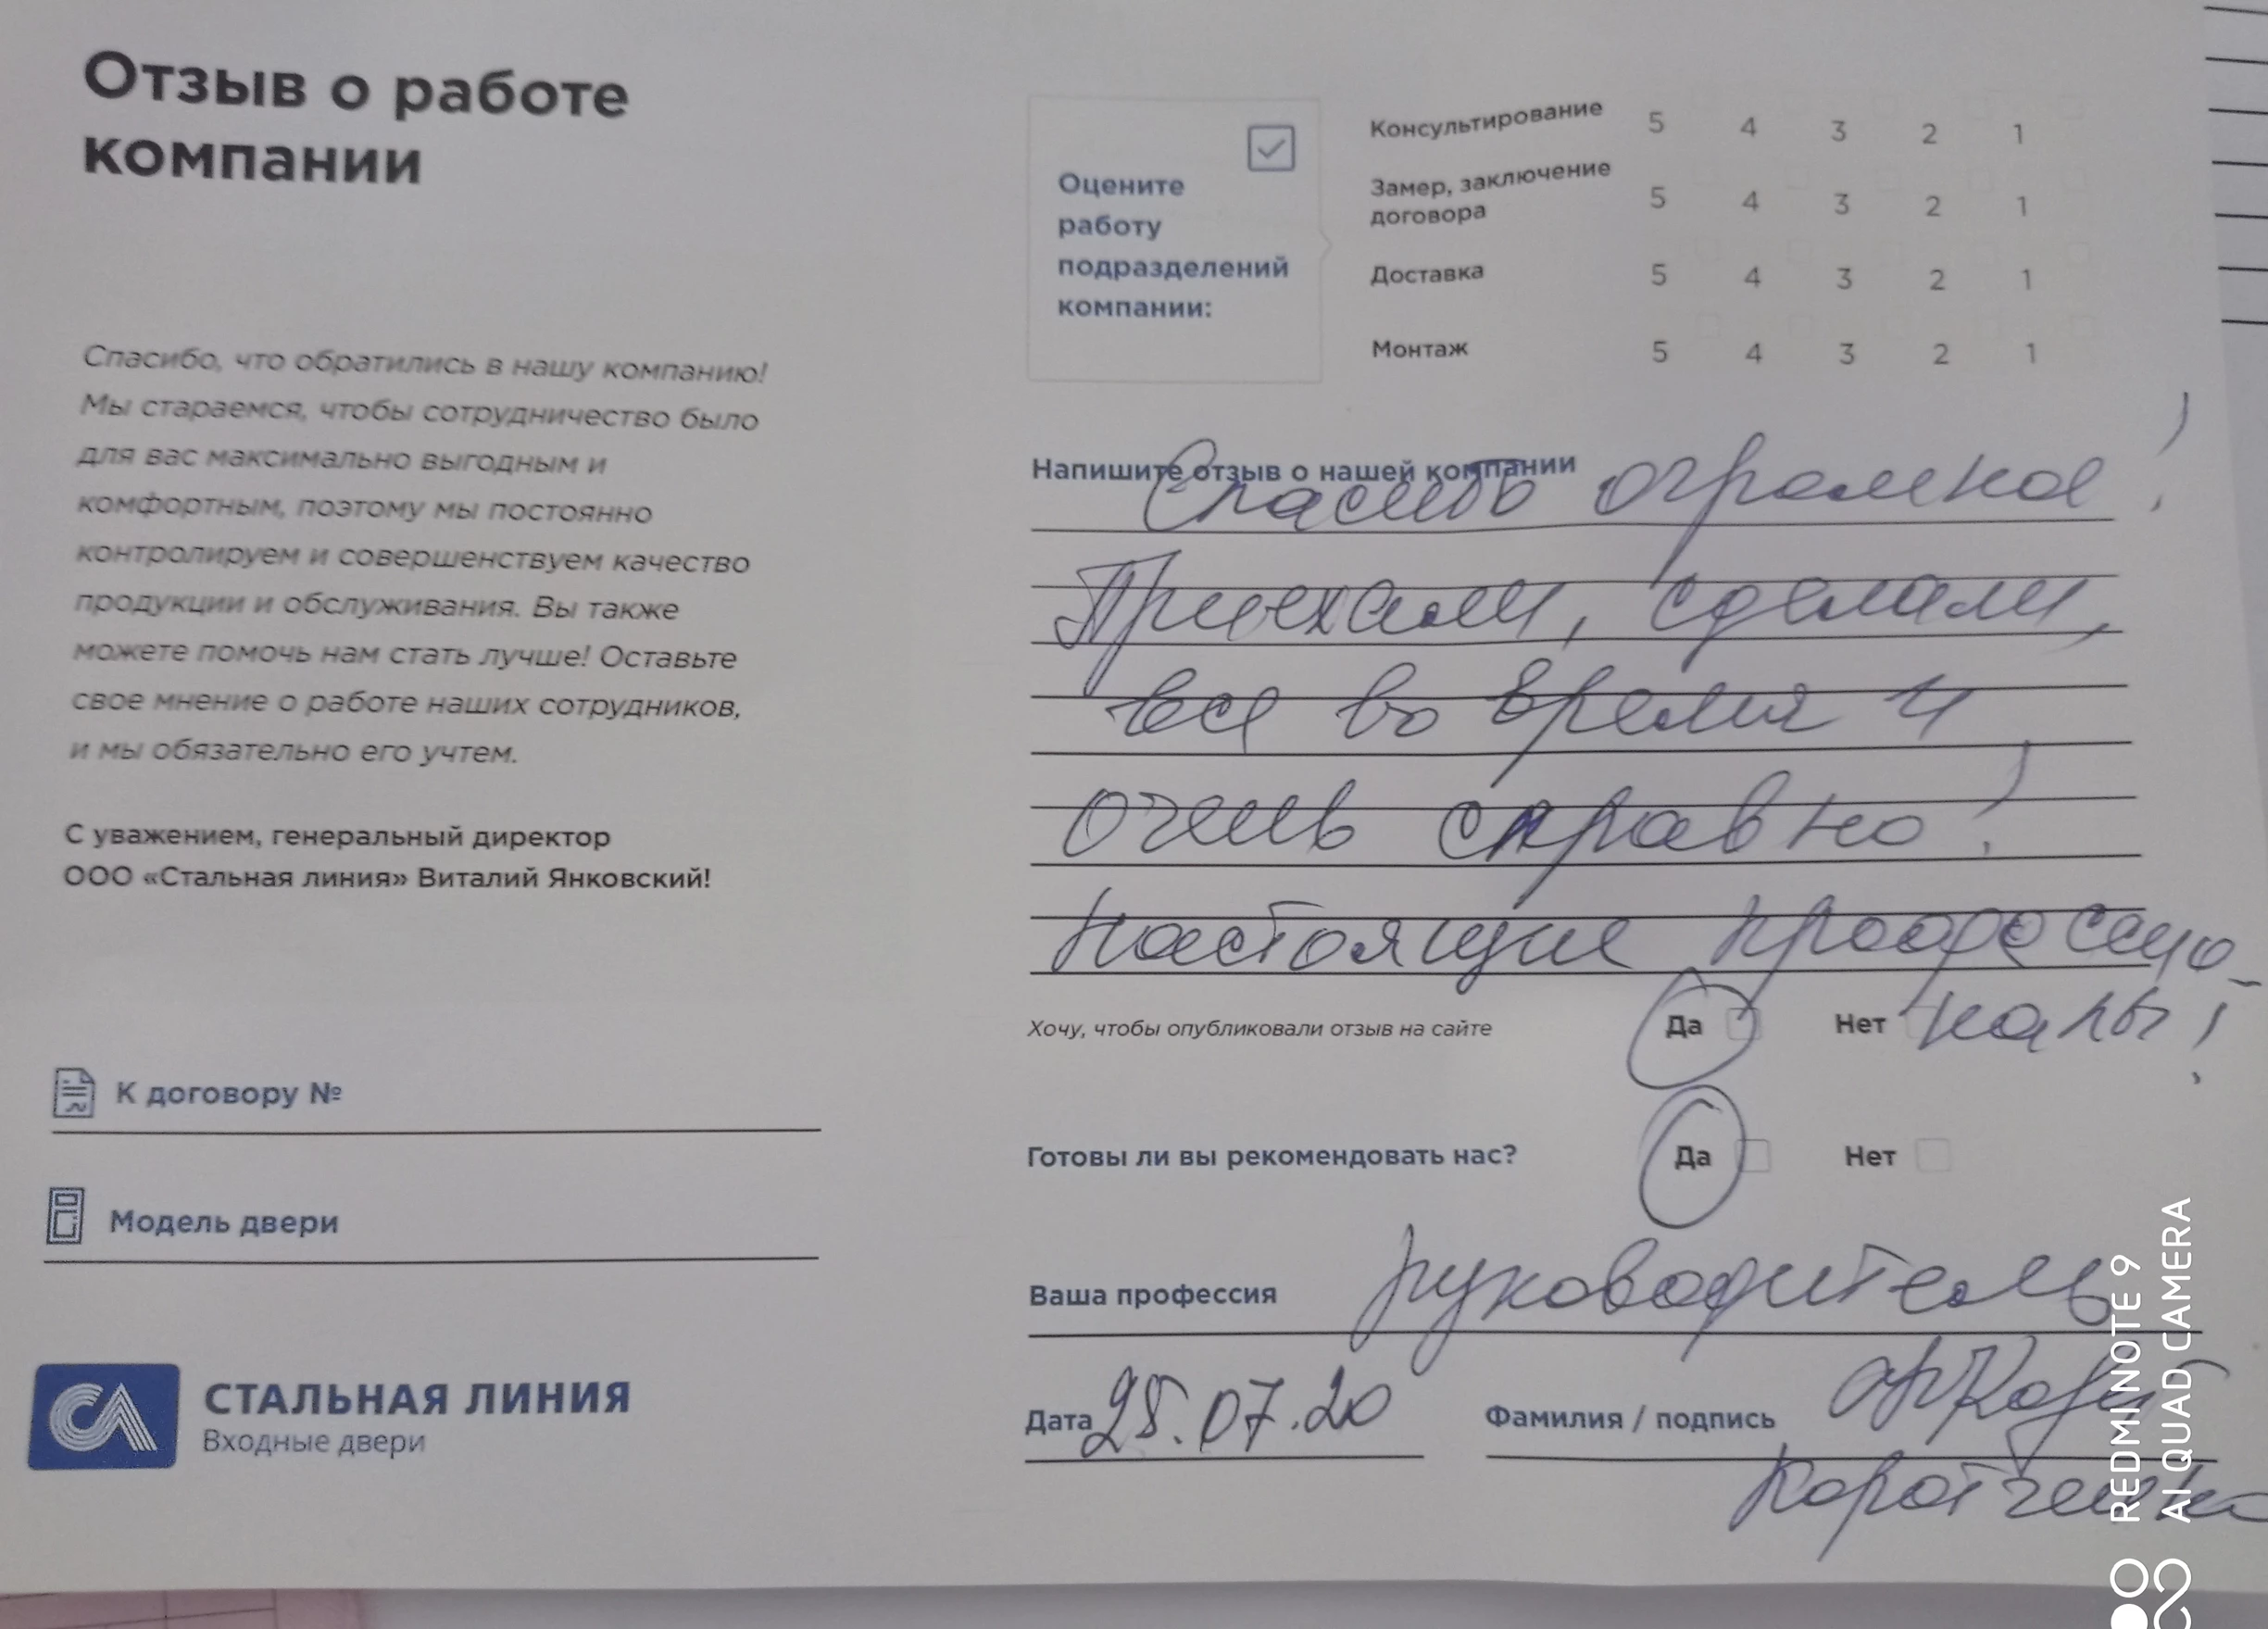 Отзыв о работе
компании
Спасибо, что обратились в нашу компанию!
Мы стараемся, чтобы сотрудничество было
для вас максимально выгодным и
комфортным, поэтому мы постоянно
контролируем и совершенствуем качество
продукции и обслуживания. Вы также
можете помочь нам стать лучше! Оставьте
свое мнение о работе наших сотрудников,
и мы обязательно его учтем.
С уважением, генеральный директор
ООО «Стальная линия» Виталий Янковский!
К договору №
Модель двери
СТАЛЬНАЯ ЛИНИЯ
Входные двери
Оцените
работу
подразделений
компании:
Консультирование 5 4 3 2 1
Замер, заключение
договора 5 4 3 2 1
Доставка 5 4 3 2 1
Монтаж 5 4 3 2 1
Напишите отзыв о нашей компании
Спасибо огромное!
Приехали, сделали,
все во время и
очень справно!
Настоящие профессио-
налы!
Хочу, чтобы опубликовали отзыв на сайте Да Нет
Готовы ли вы рекомендовать нас? Да Нет
Ваша профессия руководитель
Дата 25.07.20 Фамилия / подпись
Коротченко
REDMI NOTE 9
AI QUAD CAMERA